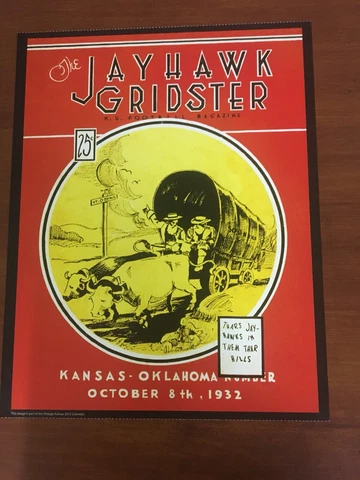 The
JAYHAWK
GRIDSTER
K. U. FOOTBALL MAGAZINE
25¢
THARS JAY-
HAWKS IN
THEM THAR
HILLS
KANSAS - OKLAHOMA NUMBER
OCTOBER 8th, 1932